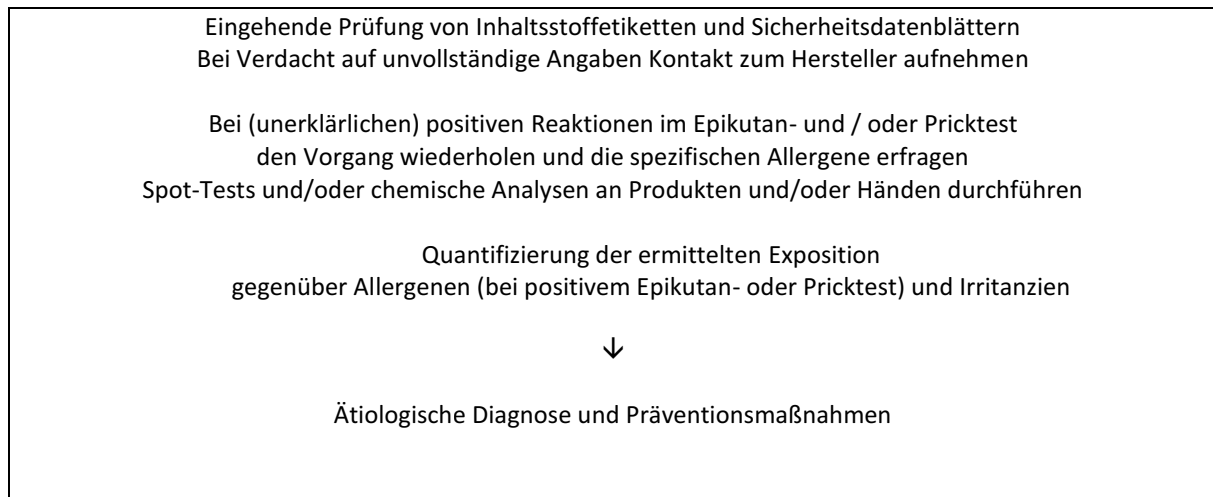 Eingehende Prüfung von Inhaltsstoffetiketten und Sicherheitsdatenblättern
Bei Verdacht auf unvollständige Angaben Kontakt zum Hersteller aufnehmen
Bei (unerklärlichen) positiven Reaktionen im Epikutan- und / oder Pricktest
den Vorgang wiederholen und die spezifischen Allergene erfragen
Spot-Tests und/oder chemische Analysen an Produkten und/oder Händen durchführen
Quantifizierung der ermittelten Exposition
gegenüber Allergenen (bei positivem Epikutan- oder Pricktest) und Irritanzien
↓
Ätiologische Diagnose und Präventionsmaßnahmen